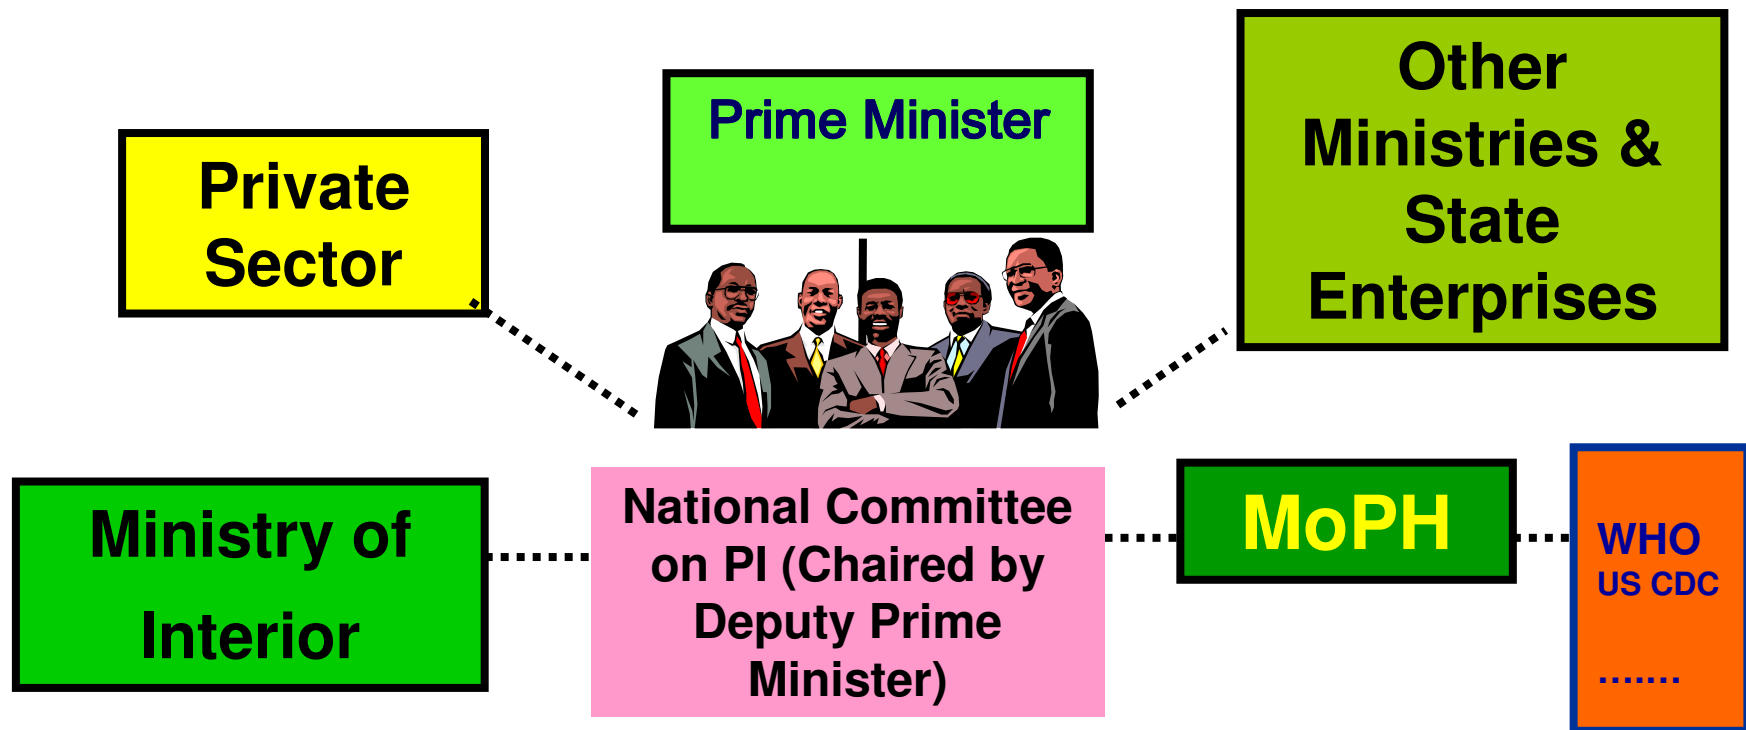 Prime Minister
Private
Sector
Other
Ministries &
State
Enterprises
Ministry of
Interior
National Committee
on PI (Chaired by
Deputy Prime
Minister)
MoPH
WHO
US CDC
.......